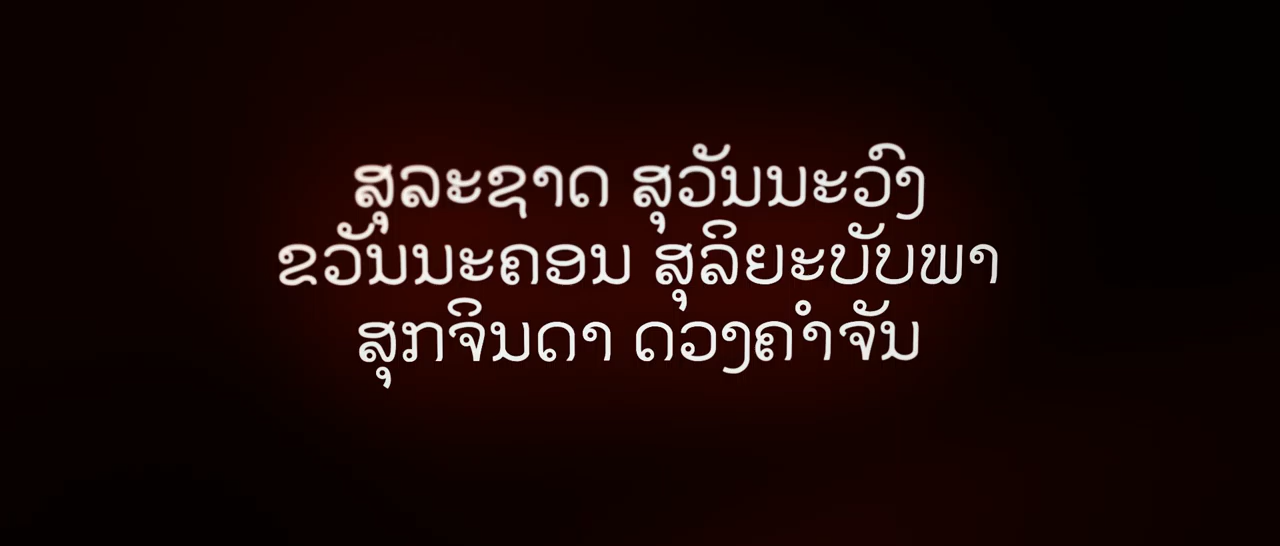 ສຸລະຊາດ ສຸວັນນະວົງ
ຂວັນນະຄອນ ສຸລິຍະບັບພາ
ສຸກຈິນດາ ດວງຄຳຈັນ